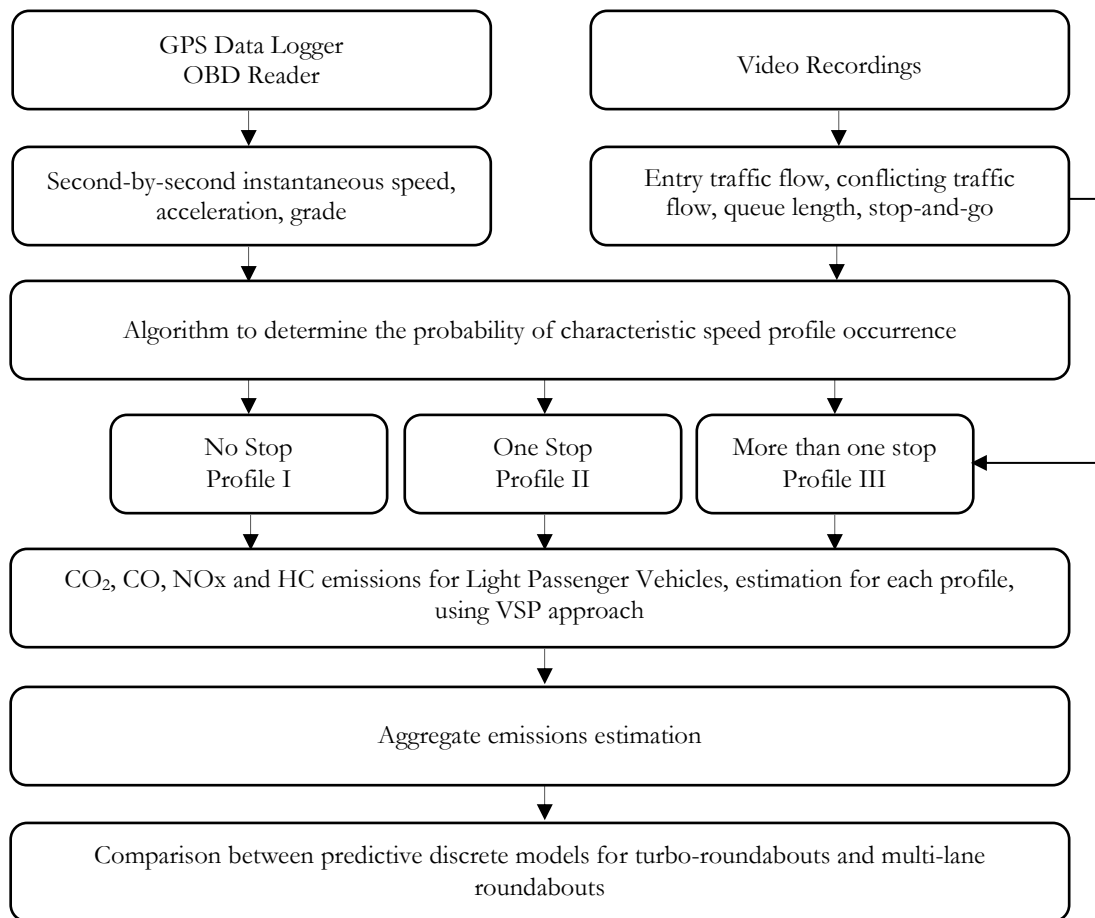 GPS Data Logger
OBD Reader
Video Recordings
Second-by-second instantaneous speed,
acceleration, grade
Entry traffic flow, conflicting traffic
flow, queue length, stop-and-go
Algorithm to determine the probability of characteristic speed profile occurrence
No Stop
Profile I
One Stop
Profile II
More than one stop
Profile III
CO₂, CO, NOx and HC emissions for Light Passenger Vehicles, estimation for each profile,
using VSP approach
Aggregate emissions estimation
Comparison between predictive discrete models for turbo-roundabouts and multi-lane
roundabouts